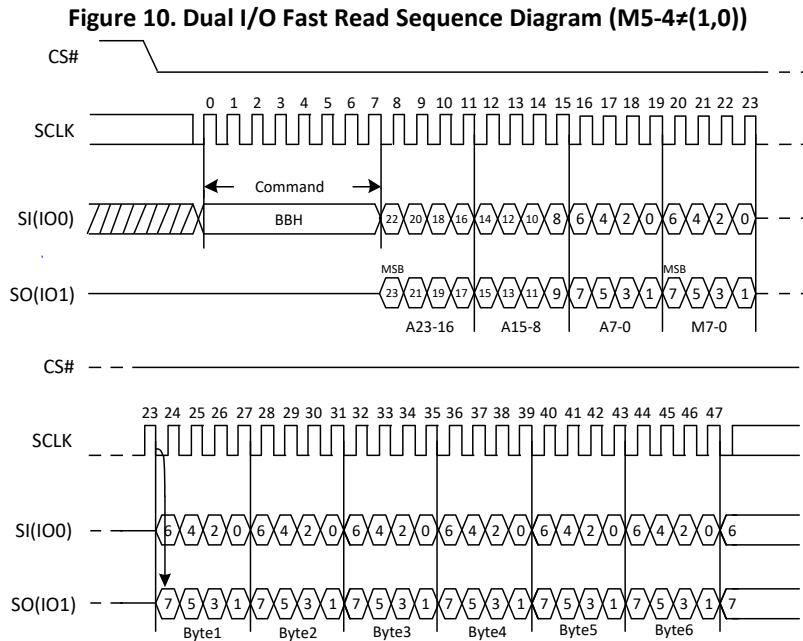 Figure 10. Dual I/O Fast Read Sequence Diagram (M5-4≠(1,0))
CS#
0 1 2 3 4 5 6 7 8 9 10 11 12 13 14 15 16 17 18 19 20 21 22 23
SCLK
Command
SI(IO0) BBH 22 20 18 16 14 12 10 8 6 4 2 0 6 4 2 0
MSB MSB
SO(IO1) 23 21 19 17 15 13 11 9 7 5 3 1 7 5 3 1
A23-16 A15-8 A7-0 M7-0
CS#
23 24 25 26 27 28 29 30 31 32 33 34 35 36 37 38 39 40 41 42 43 44 45 46 47
SCLK
SI(IO0) 6 4 2 0 6 4 2 0 6 4 2 0 6 4 2 0 6 4 2 0 6 4 2 0 6
SO(IO1) 7 5 3 1 7 5 3 1 7 5 3 1 7 5 3 1 7 5 3 1 7 5 3 1 7
Byte1 Byte2 Byte3 Byte4 Byte5 Byte6